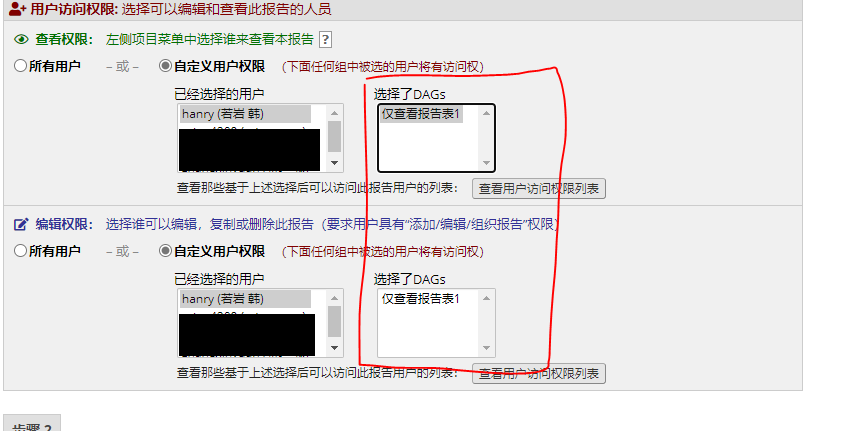 用户访问权限: 选择可以编辑和查看此报告的人员
查看权限： 左侧项目菜单中选择谁来查看本报告 ?
所有用户 – 或 – 自定义用户权限 （下面任何组中被选的用户将有访问权）
已经选择的用户 选择了DAGs
hanry (若岩 韩) 仅查看报告表1
查看那些基于上述选择后可以访问此报告用户的列表： 查看用户访问权限列表
编辑权限： 选择谁可以编辑，复制或删除此报告（要求用户具有“添加/编辑/组织报告”权限）
所有用户 – 或 – 自定义用户权限 （下面任何组中被选的用户将有访问权）
已经选择的用户 选择了DAGs
hanry (若岩 韩) 仅查看报告表1
查看那些基于上述选择后可以访问此报告用户的列表： 查看用户访问权限列表
步骤 2